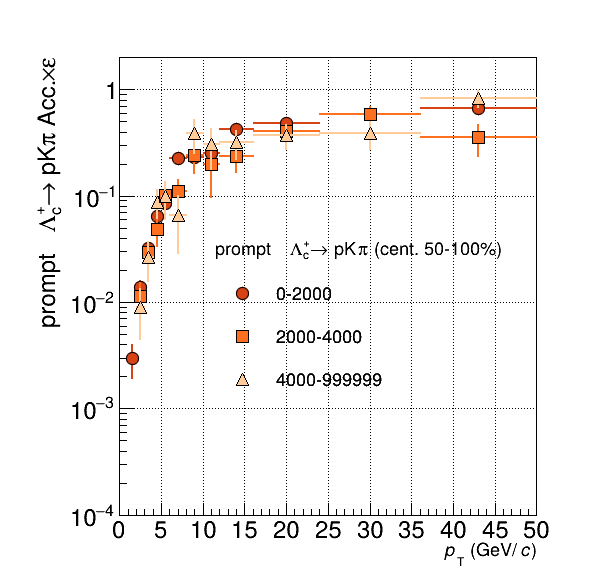 prompt Λc+→ pKπ Acc.×ε
1
10−1
10−2
10−3
10−4
prompt Λc+→ pKπ (cent. 50-100%)
0-2000
2000-4000
4000-999999
0 5 10 15 20 25 30 35 40 45 50
pT (GeV/c)